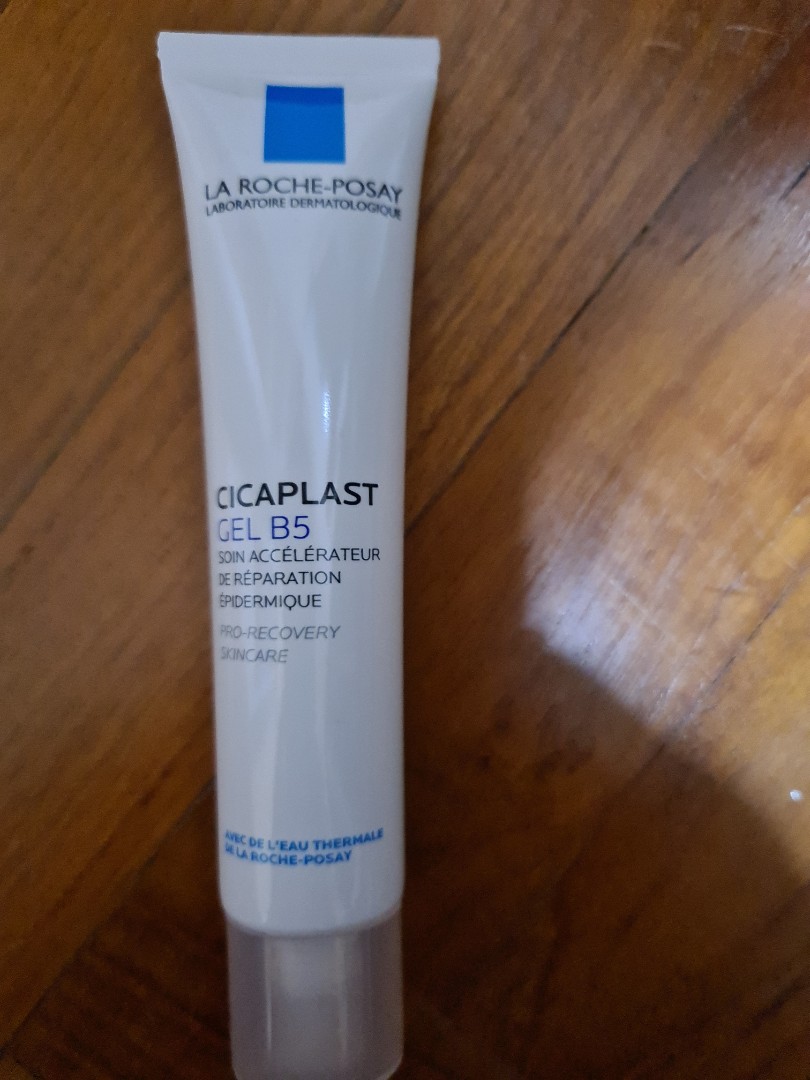 LA ROCHE-POSAY
LABORATOIRE DERMATOLOGIQUE
CICAPLAST
GEL B5
SOIN ACCÉLÉRATEUR
DE RÉPARATION
ÉPIDERMIQUE
PRO-RECOVERY
SKINCARE
AVEC DE L'EAU THERMALE
DE LA ROCHE-POSAY